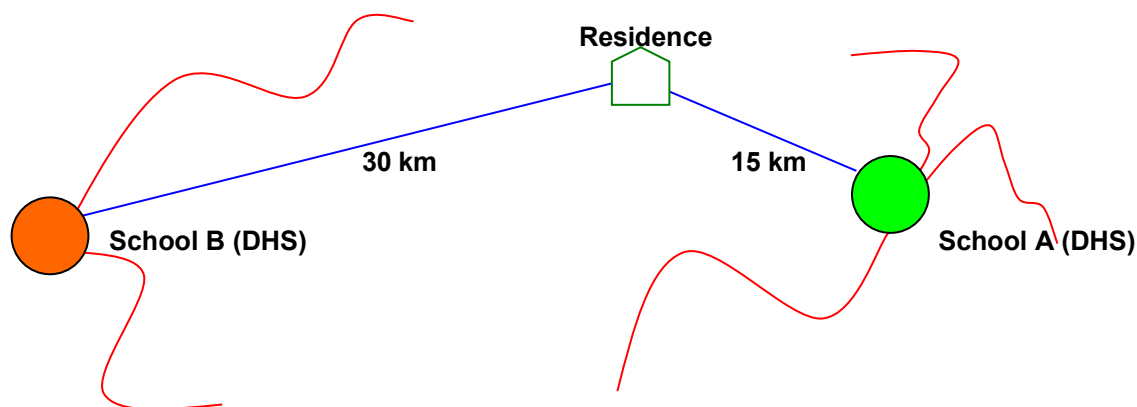 Residence
30 km
15 km
School B (DHS)
School A (DHS)